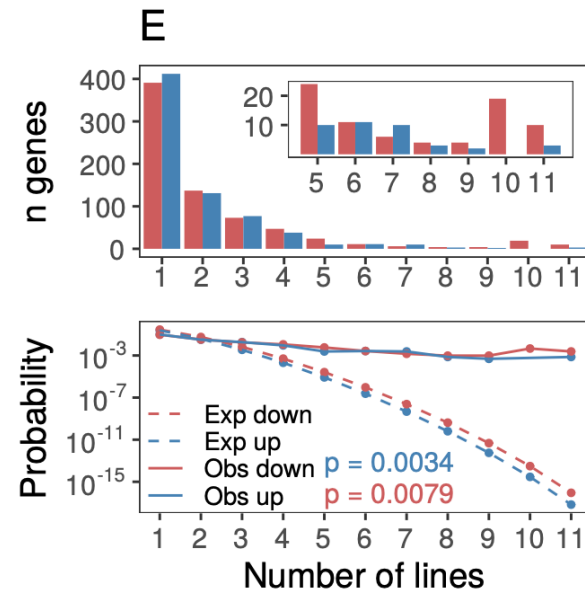 E
n genes
400
300
200
100
0
20
10
5 6 7 8 9 10 11
1 2 3 4 5 6 7 8 9 10 11
Probability
10-3
10-7
10-11
10-15
Exp down
Exp up
Obs down p = 0.0034
Obs up p = 0.0079
1 2 3 4 5 6 7 8 9 10 11
Number of lines